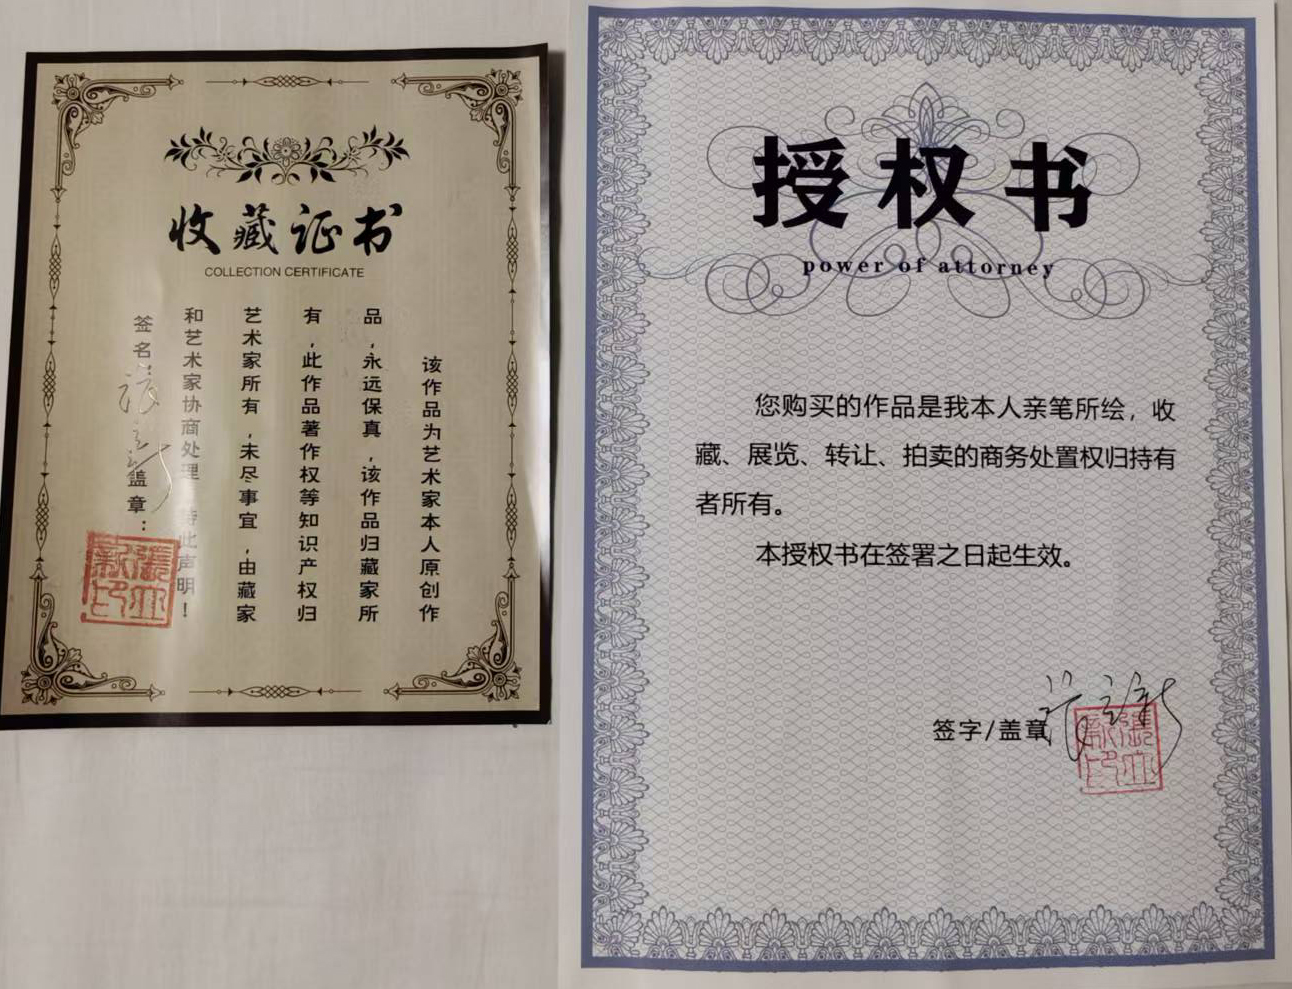 收藏证书
COLLECTION CERTIFICATE
该作品为艺术家本人原创作
品，永远保真，该作品归藏家所
有，此作品著作权等知识产权归
艺术家所有，未尽事宜，由藏家
和艺术家协商处理，特此声明！
签名 盖章：
授权书
power of attorney
您购买的作品是我本人亲笔所绘，收
藏、展览、转让、拍卖的商务处置权归持有
者所有。
本授权书在签署之日起生效。
签字/盖章
張立新印